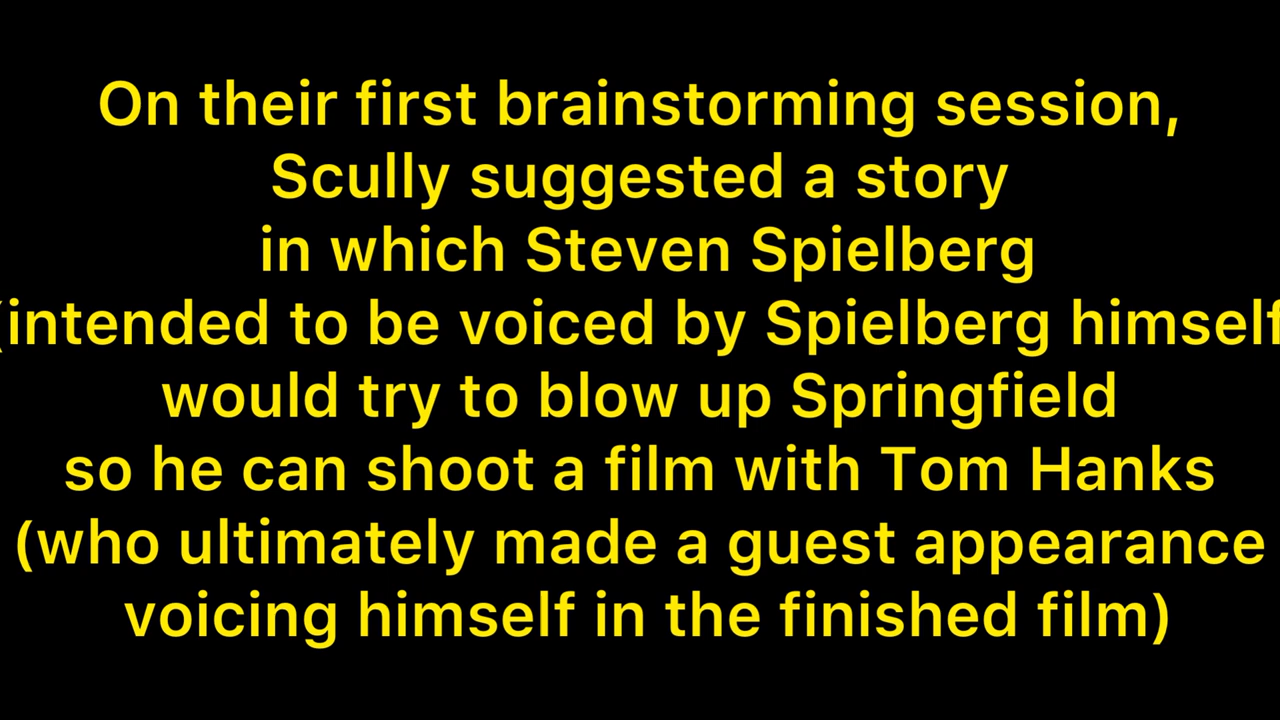 On their first brainstorming session,
Scully suggested a story
in which Steven Spielberg
(intended to be voiced by Spielberg himself
would try to blow up Springfield
so he can shoot a film with Tom Hanks
(who ultimately made a guest appearance
voicing himself in the finished film)